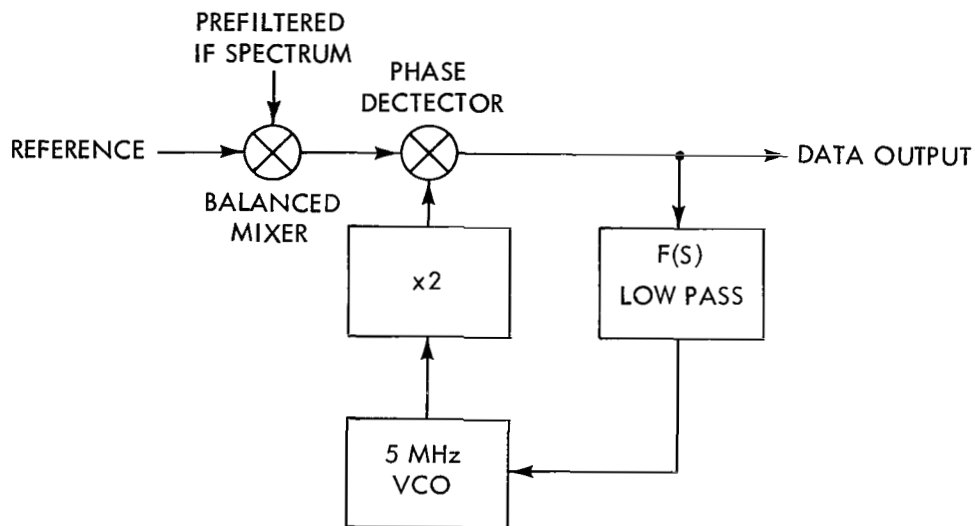 PREFILTERED
IF SPECTRUM
PHASE
DECTECTOR
REFERENCE
DATA OUTPUT
BALANCED
MIXER
x2
F(S)
LOW PASS
5 MHz
VCO